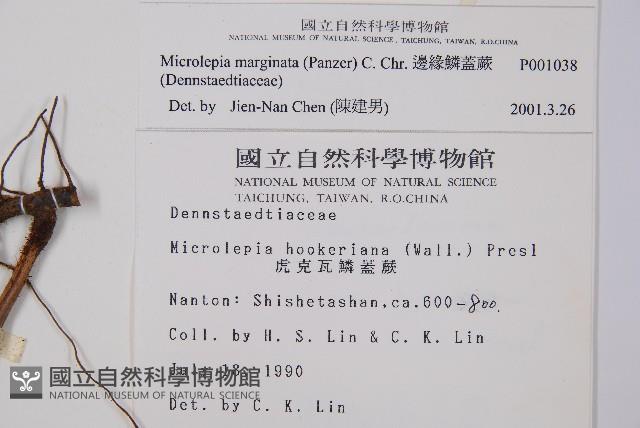 國立自然科學博物館
NATIONAL MUSEUM OF NATURAL SCIENCE, TAICHUNG, TAIWAN, R.O.CHINA
Microlepia marginata (Panzer) C. Chr. 邊緣鱗蓋蕨 P001038
(Dennstaedtiaceae)
Det. by Jien-Nan Chen (陳建男) 2001.3.26
國立自然科學博物館
NATIONAL MUSEUM OF NATURAL SCIENCE
TAICHUNG, TAIWAN, R.O.CHINA
Dennstaedtiaceae
Microlepia hookeriana (Wall.) Presl
虎克瓦鱗蓋蕨
Nanton: Shishetashan, ca.600-800.
Coll. by H. S. Lin & C. K. Lin
July 18, 1990
Det. by C. K. Lin
國立自然科學博物館
NATIONAL MUSEUM OF NATURAL SCIENCE